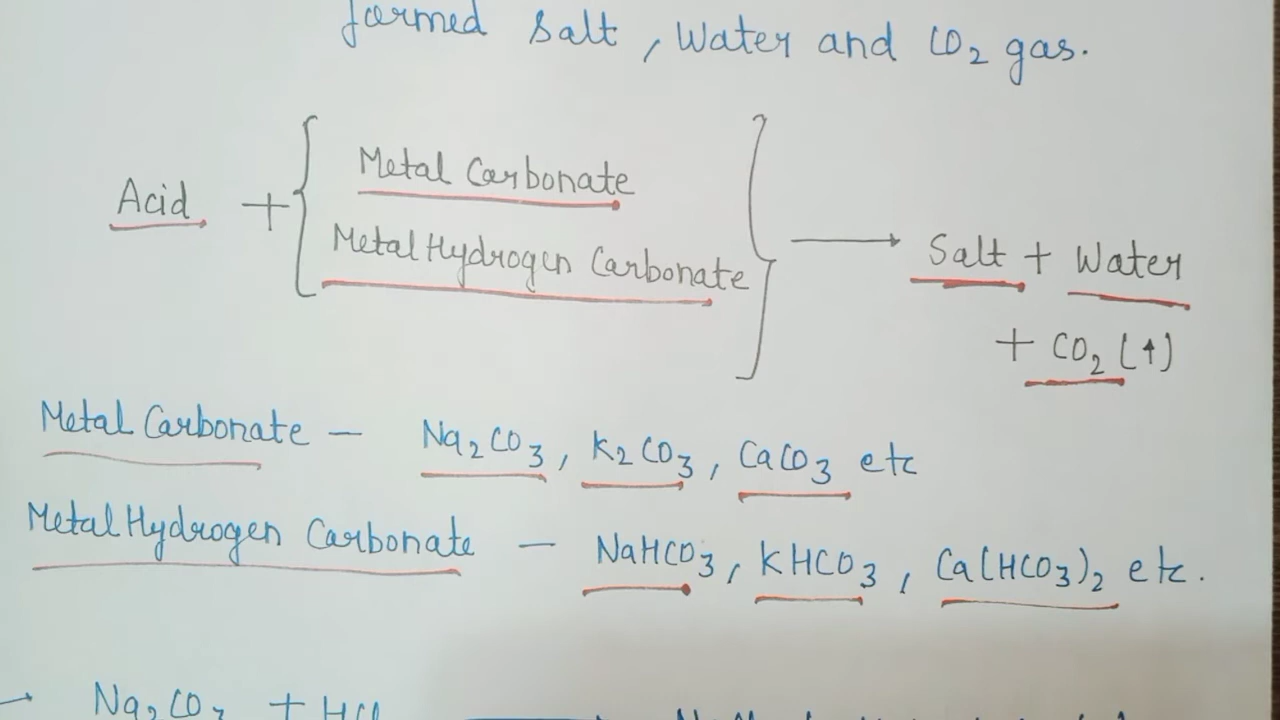 formed Salt, Water and CO2 gas.
Acid + { Metal Carbonate
Metal Hydrogen Carbonate } → Salt + Water
+ CO2 (↑)
Metal Carbonate - Na2CO3, K2CO3, CaCO3 etc
Metal Hydrogen Carbonate - NaHCO3, KHCO3, Ca(HCO3)2 etc.
→ Na2CO3 + HCl